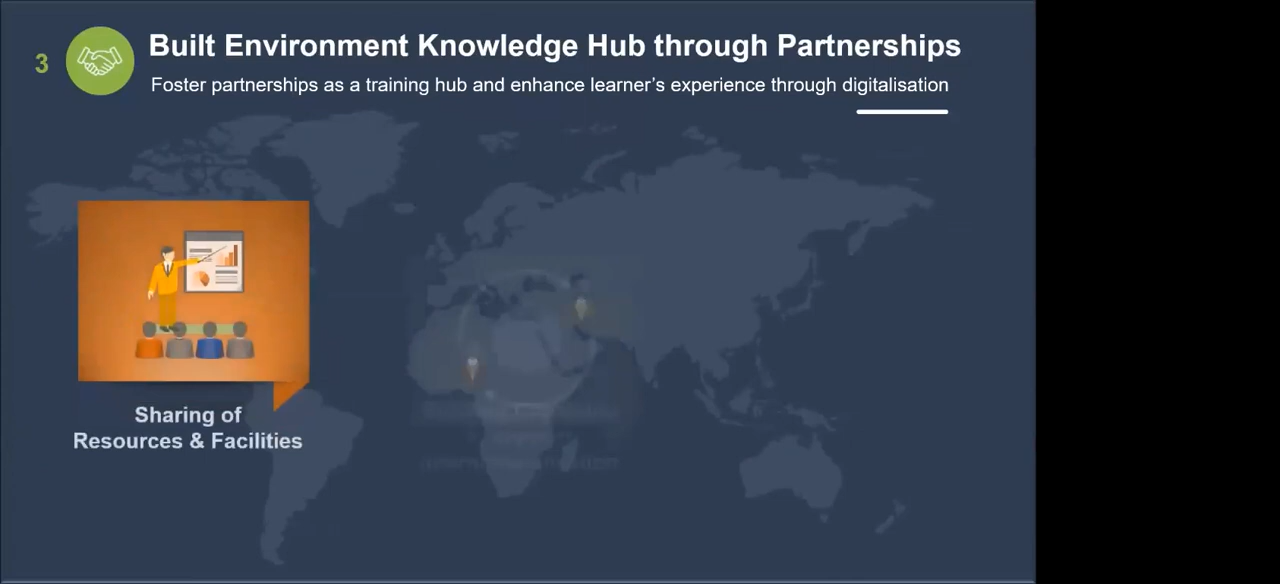 3
Built Environment Knowledge Hub through Partnerships
Foster partnerships as a training hub and enhance learner’s experience through digitalisation
Sharing of
Resources & Facilities